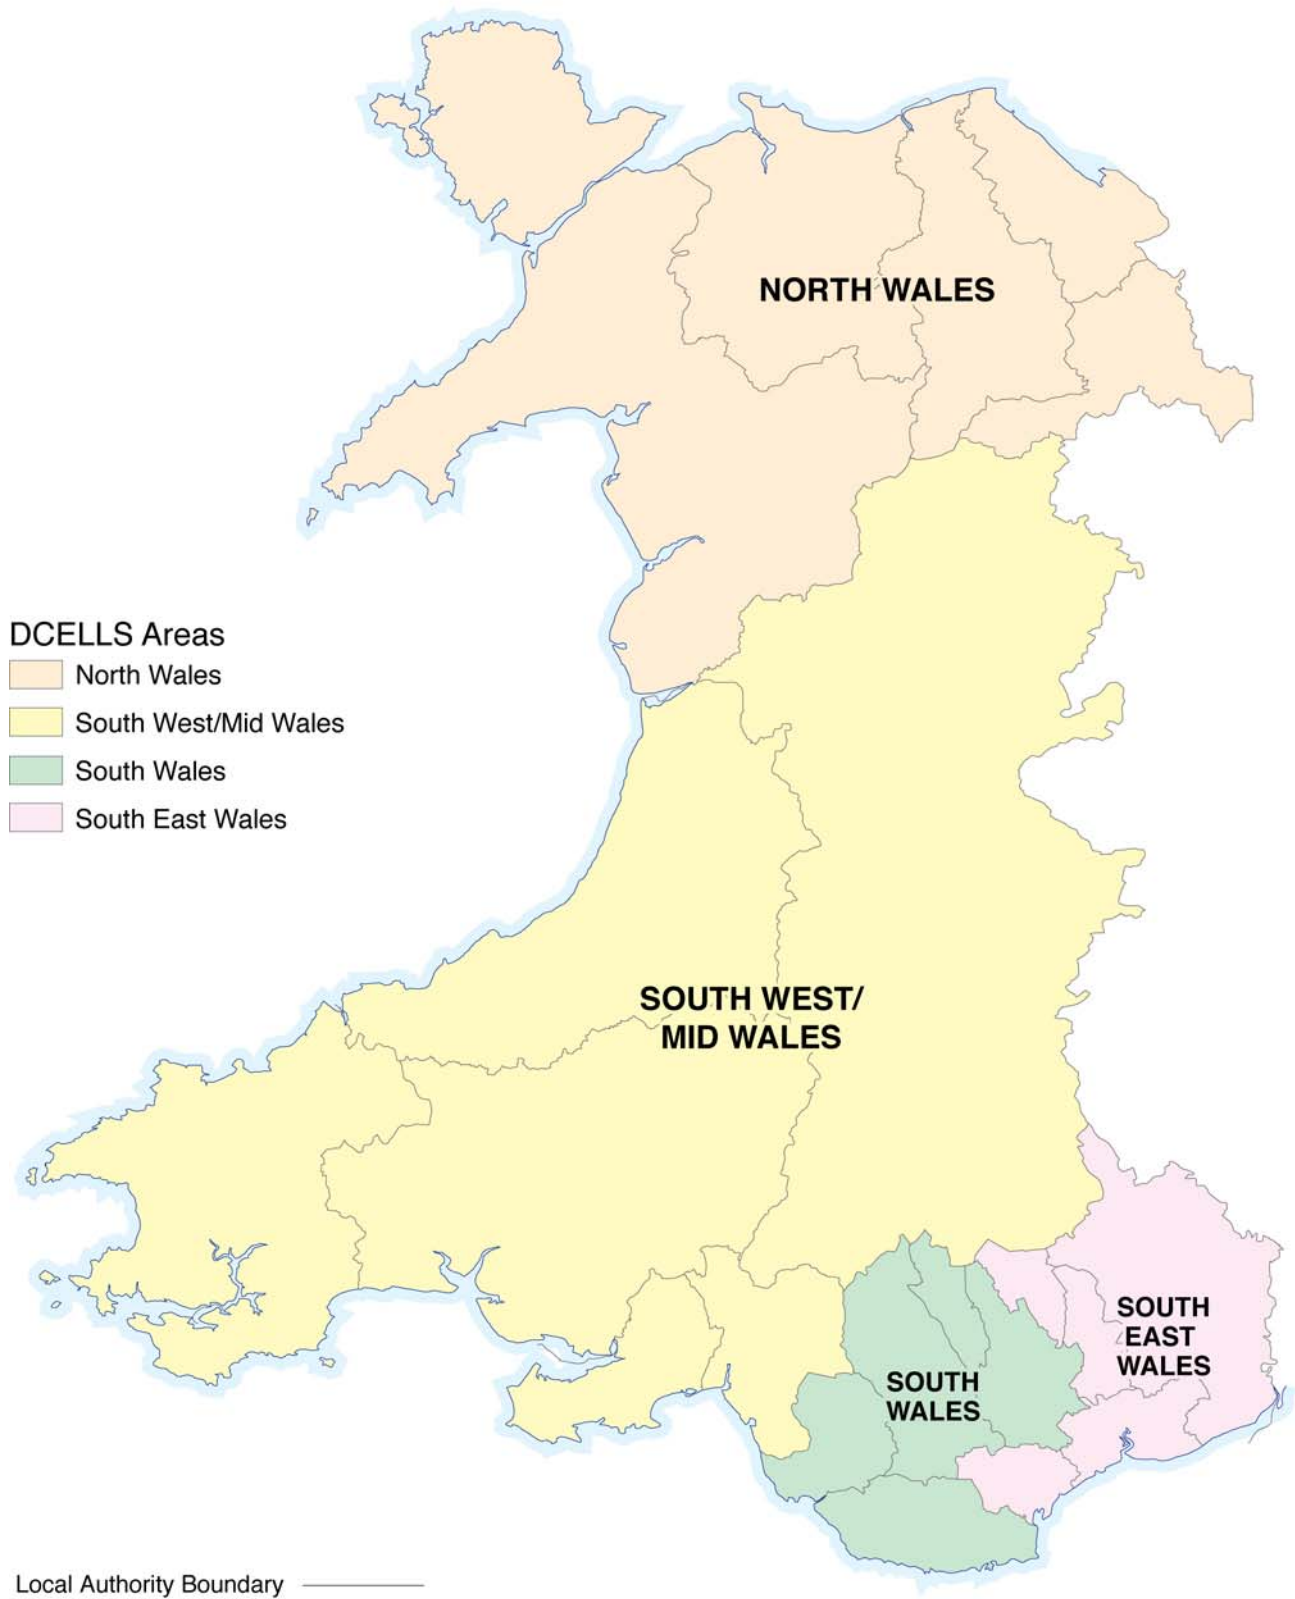 NORTH WALES
DCELLS Areas
North Wales
South West/Mid Wales
South Wales
South East Wales
SOUTH WEST/
MID WALES
SOUTH
EAST
WALES
SOUTH
WALES
Local Authority Boundary